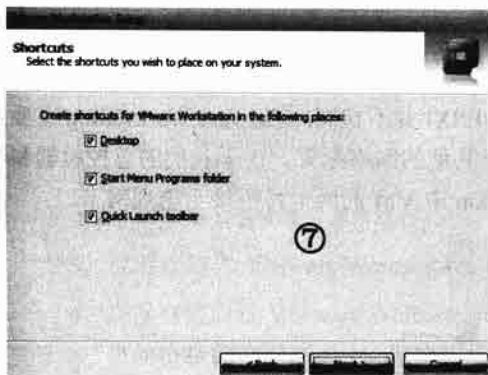 Shortcuts
Select the shortcuts you wish to place on your system.
Create shortcuts for VMware Workstation in the following places:
Desktop
Start Menu Programs folder
Quick Launch toolbar
⑦
Cancel